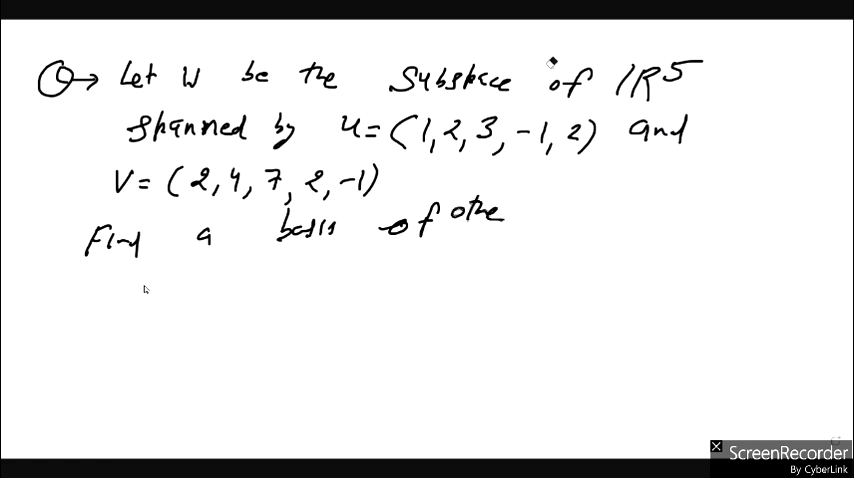 Q→ Let W be the Subspace of IR5
spanned by u=(1,2,3,-1,2) and
V=(2,4,7,2,-1)
Find a basis of the
ScreenRecorder
By CyberLink